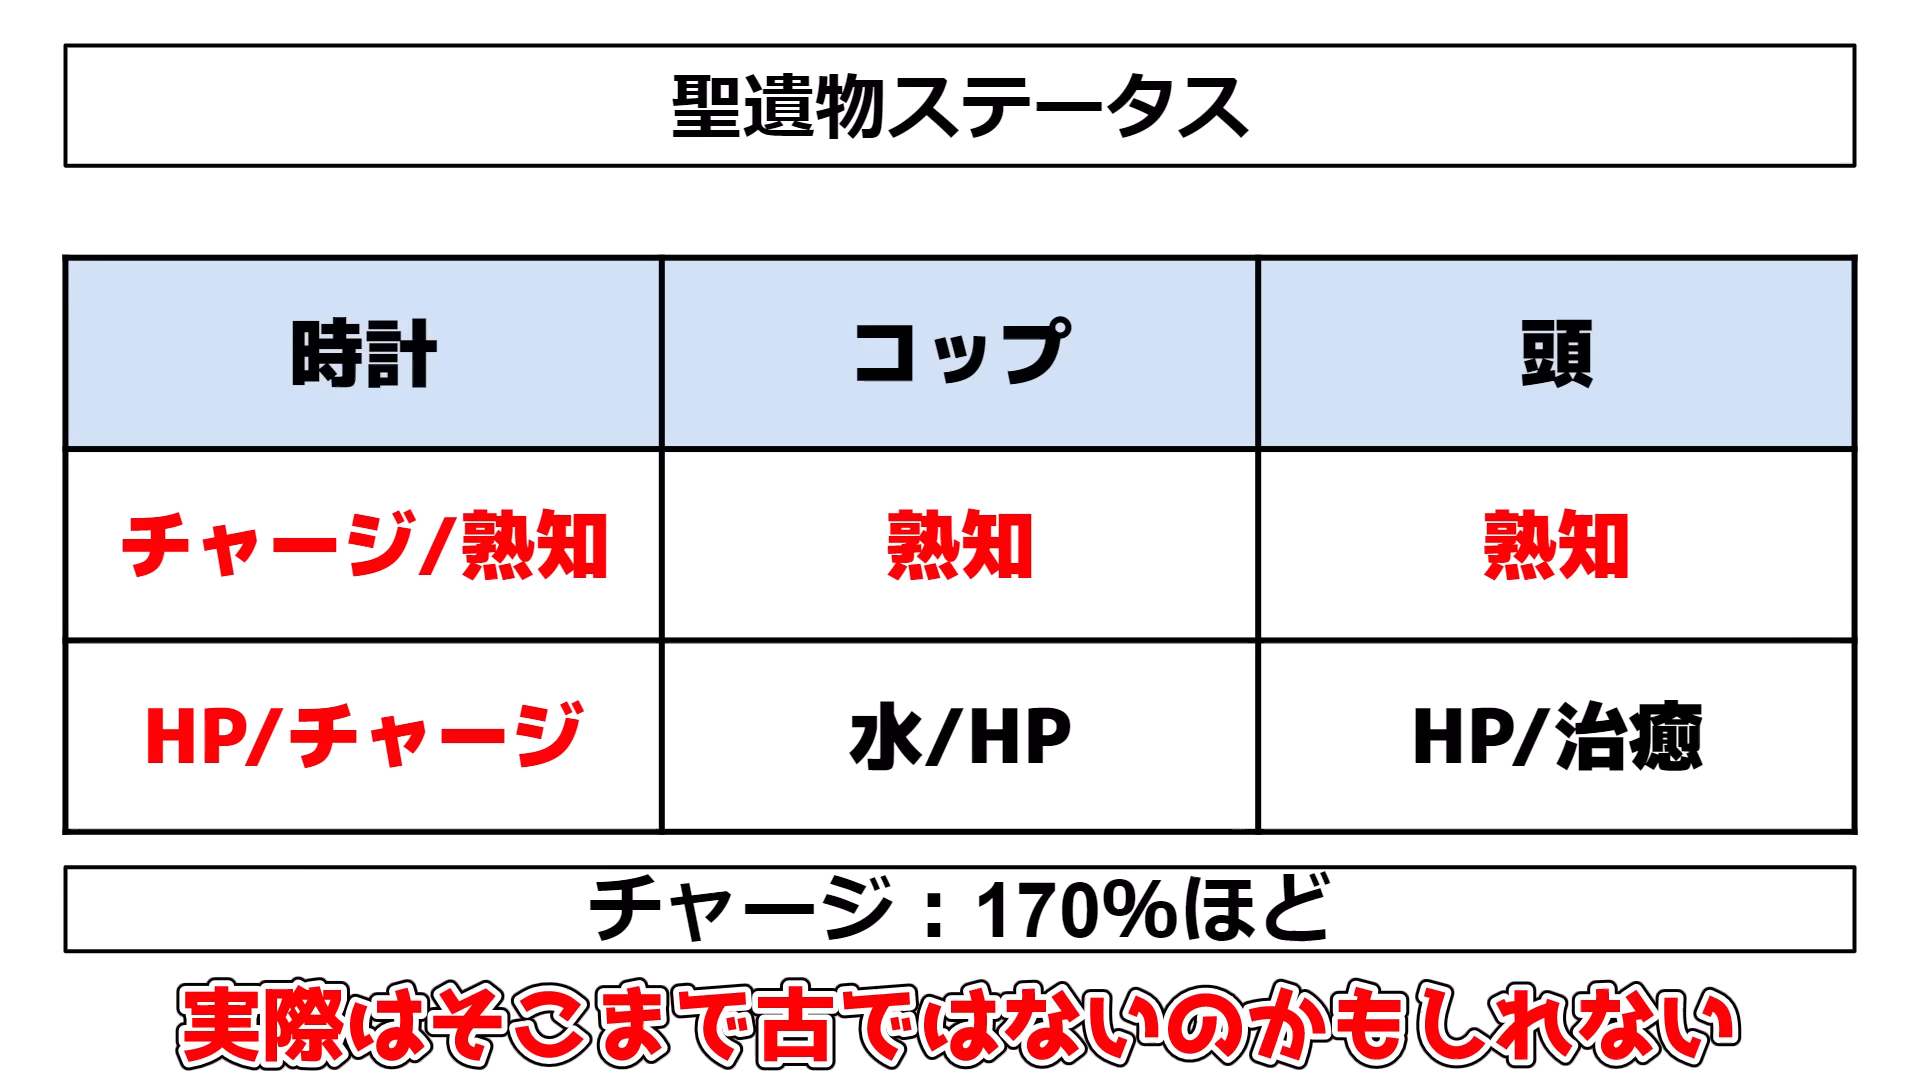 聖遺物ステータス
時計 コップ 頭
チャージ/熟知 熟知 熟知
HP/チャージ 水/HP HP/治癒
チャージ：170%ほど
実際はそこまで古ではないのかもしれない